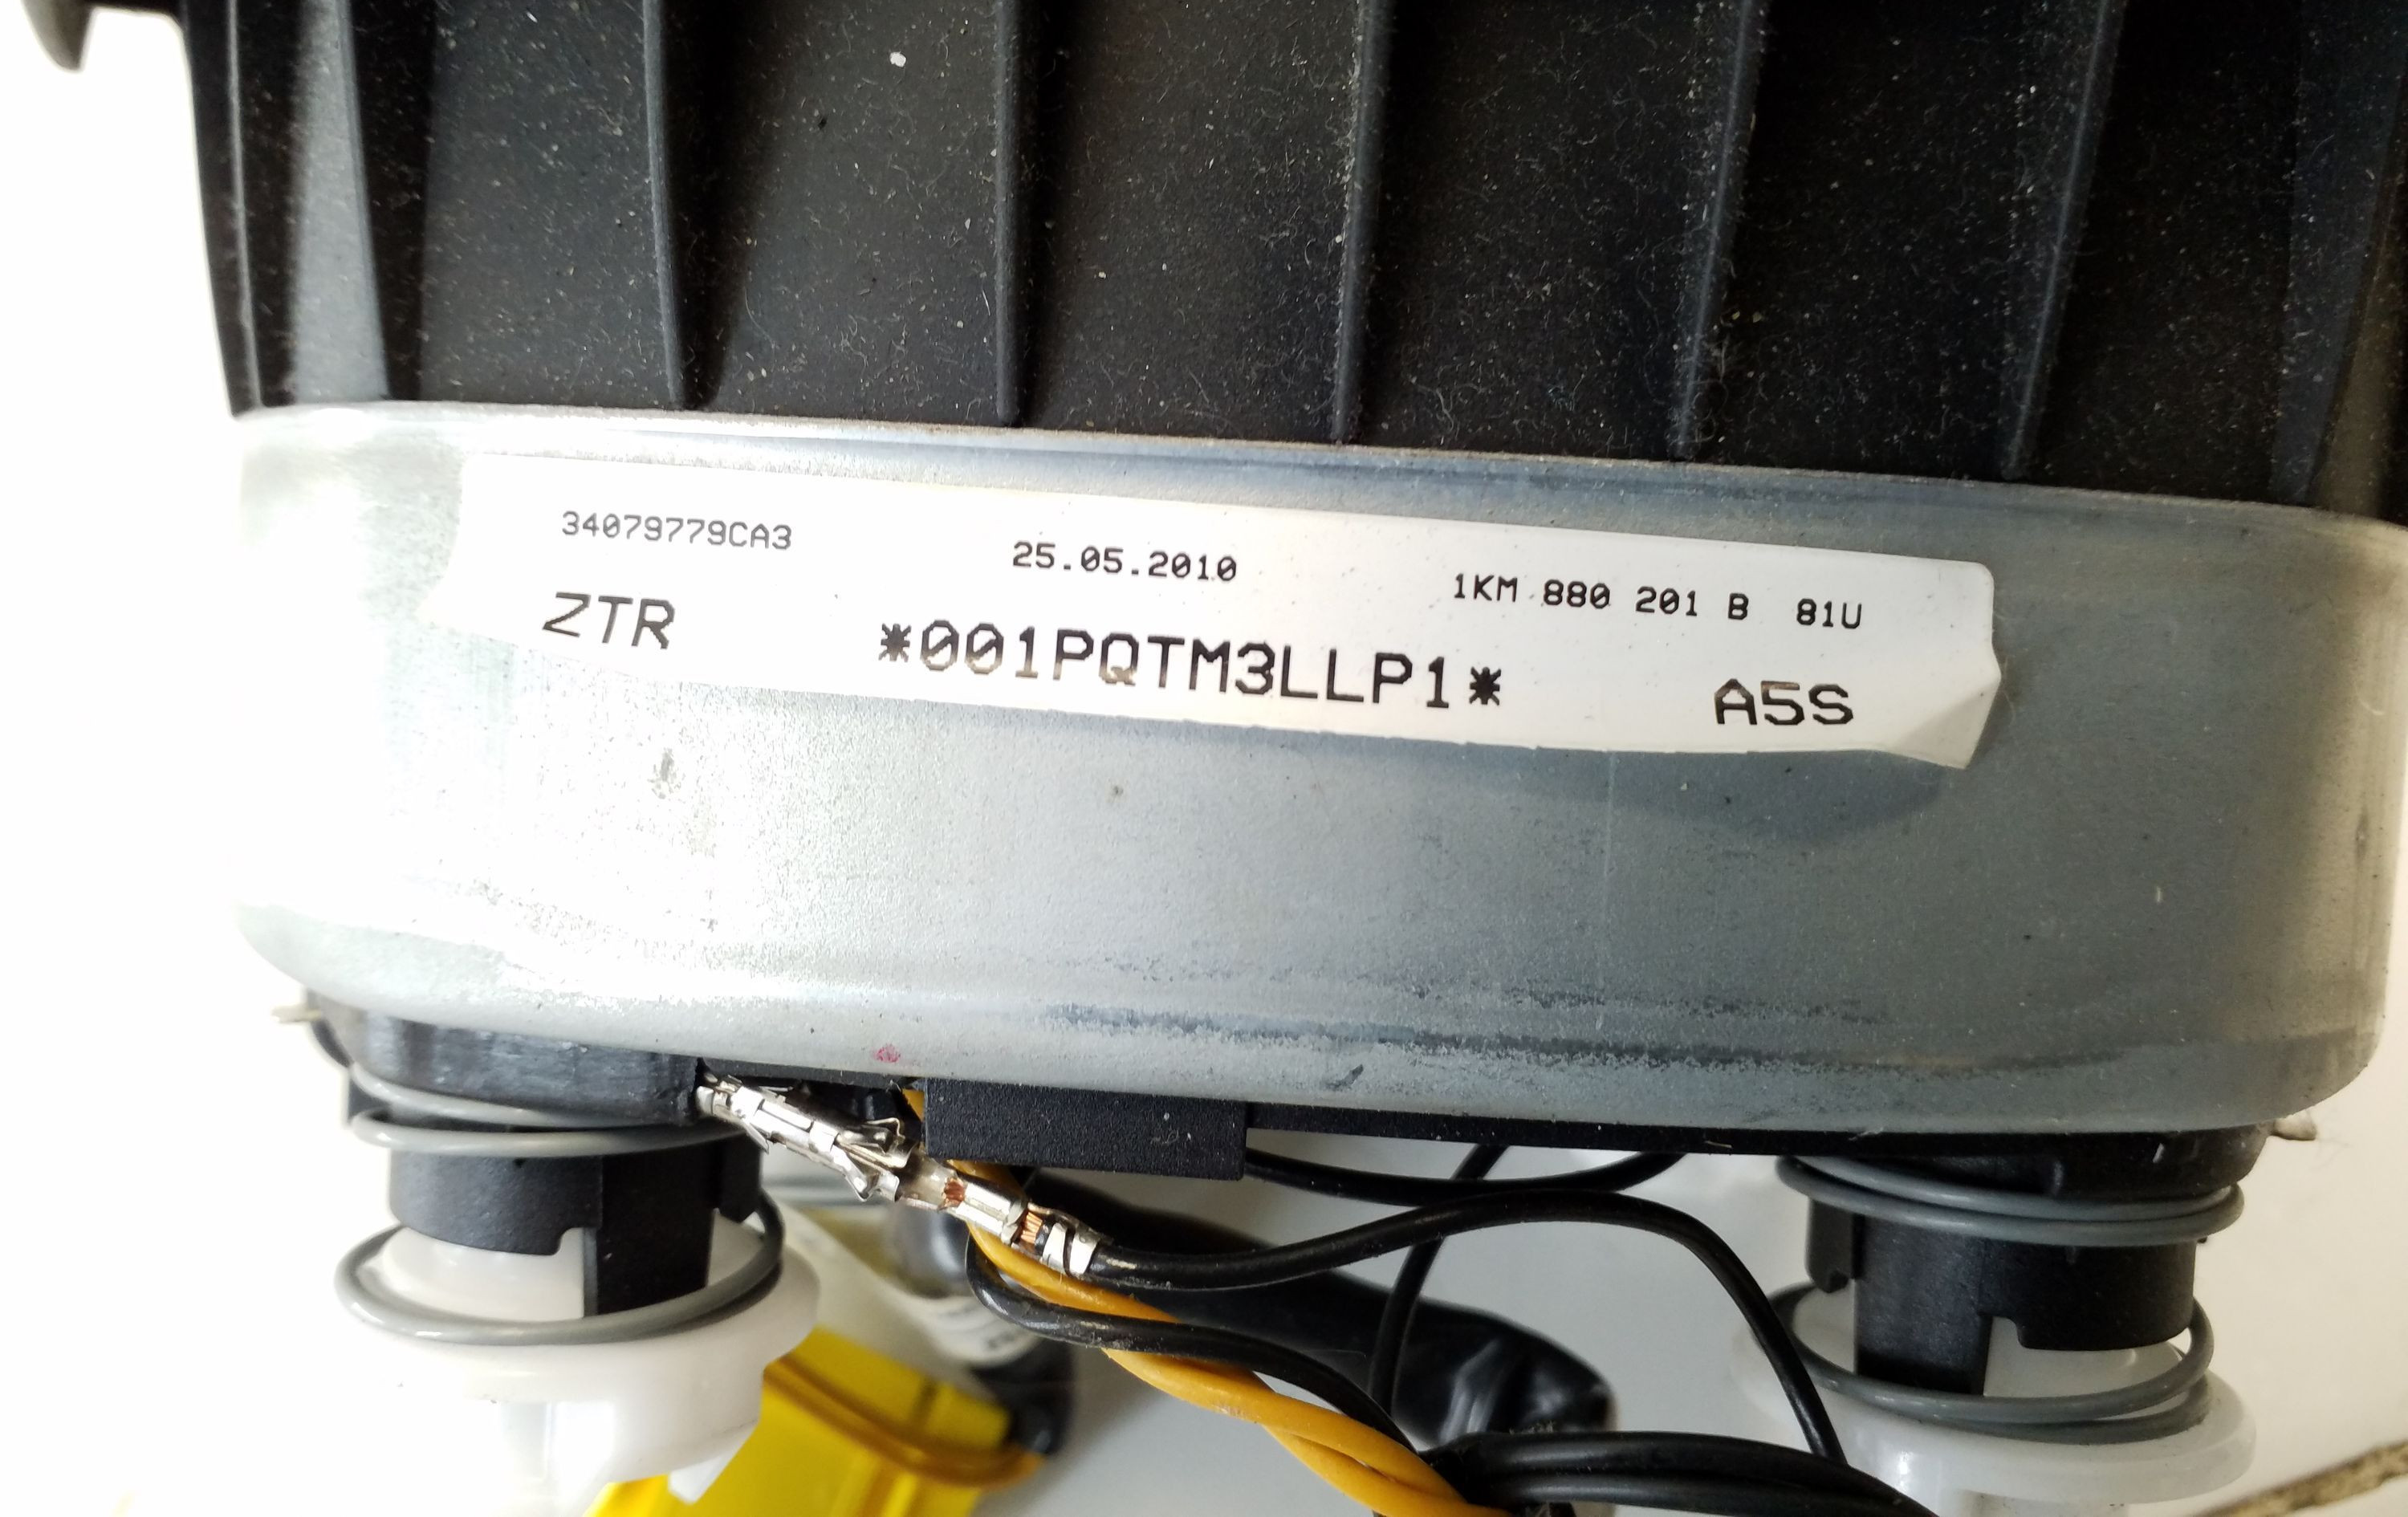 34079779CA3 25.05.2010 1KM 880 201 B 81U
ZTR *001PQTM3LLP1* A5S